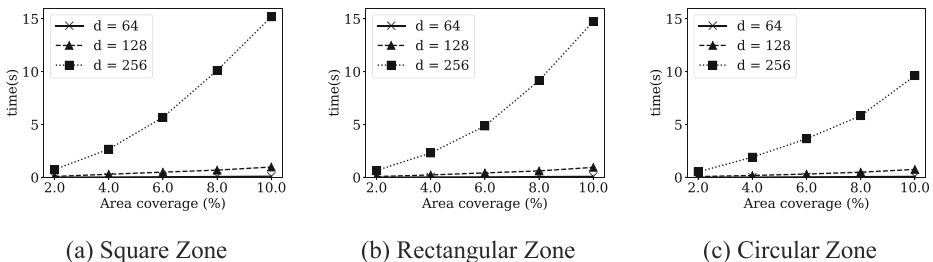 d = 64
d = 128
d = 256
time(s)
15
10
5
0
2.0 4.0 6.0 8.0 10.0
Area coverage (%)
(a) Square Zone
d = 64
d = 128
d = 256
time(s)
15
10
5
0
2.0 4.0 6.0 8.0 10.0
Area coverage (%)
(b) Rectangular Zone
d = 64
d = 128
d = 256
time(s)
15
10
5
0
2.0 4.0 6.0 8.0 10.0
Area coverage (%)
(c) Circular Zone